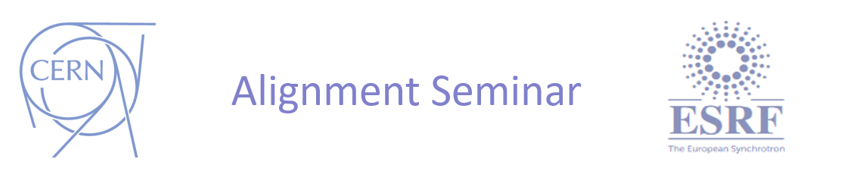 CERN
Alignment Seminar
ESRF
The European Synchrotron